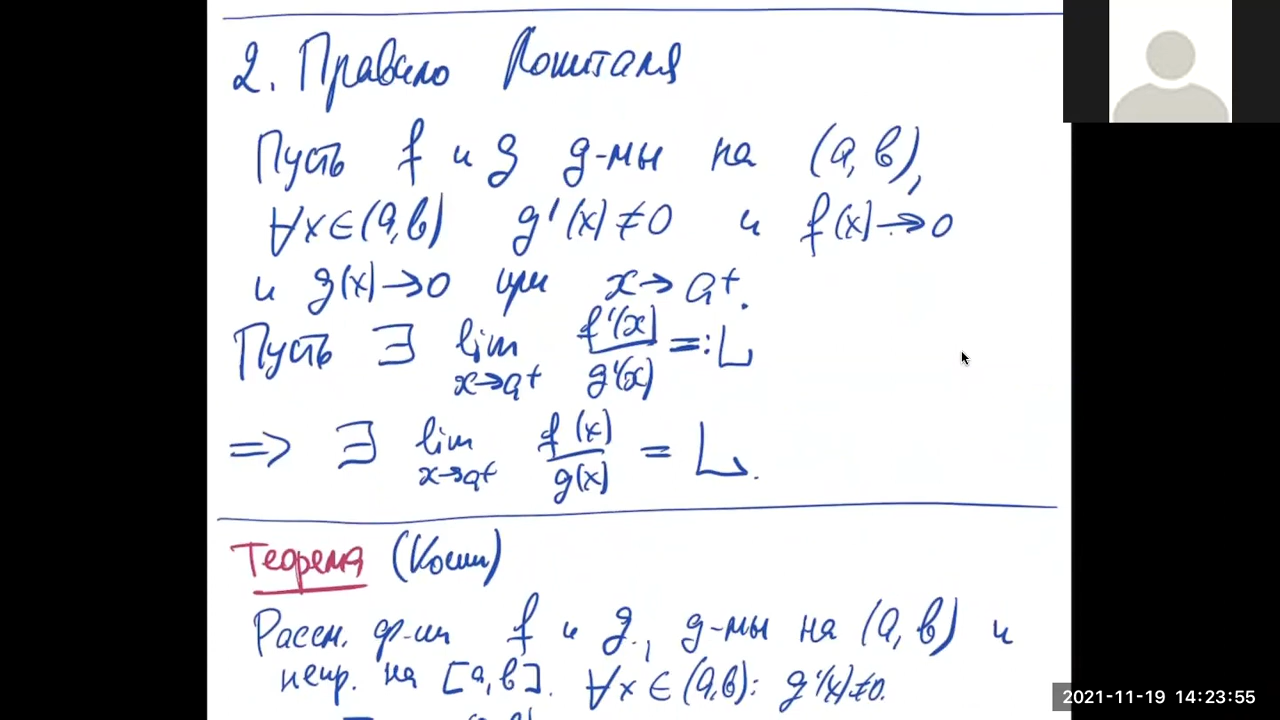 2. Правило Лопиталя
Пусть f и g д-мы на (a, b),
∀x∈(a,b) g'(x)≠0 и f(x)→0
и g(x)→0 при x→a+.
Пусть ∃ lim x→a+ f'(x)/g'(x) =: L
=> ∃ lim x→a+ f(x)/g(x) = L.
Теорема (Коши)
Рассм. ф-ии f и g, д-мы на (a, b) и
непр. на [a, b]. ∀x∈(a,b): g'(x)≠0.
2021-11-19 14:23:55